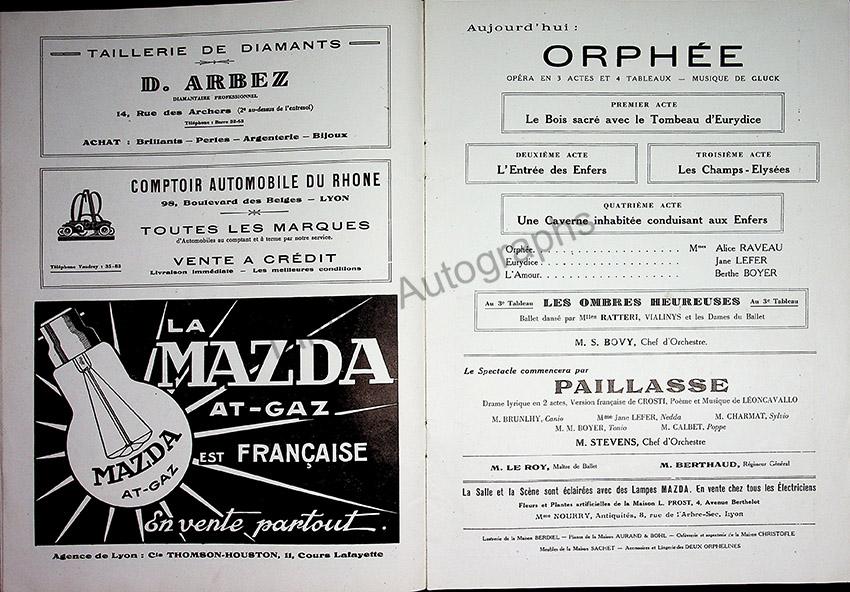 TAILLERIE DE DIAMANTS
D. ARBEZ
DIAMANTAIRE PROFESSIONNEL
14, Rue des Archers (2e au-dessus de l'entresol)
Téléphone : Barre 32-63
ACHAT : Brillants - Perles - Argenterie - Bijoux
COMPTOIR AUTOMOBILE DU RHONE
98, Boulevard des Belges - LYON
TOUTES LES MARQUES
d'Automobiles au comptant et à terme par notre service.
VENTE A CRÉDIT
Téléphone Vaudrey : 35-83
Livraison immédiate - Les meilleures conditions
LA
MAZDA
AT-GAZ
EST FRANÇAISE
MAZDA
AT-GAZ
En vente partout.
Agence de Lyon : Cie THOMSON-HOUSTON, 11, Cours Lafayette
Aujourd'hui :
ORPHÉE
OPÉRA EN 3 ACTES ET 4 TABLEAUX - MUSIQUE DE GLUCK
PREMIER ACTE
Le Bois sacré avec le Tombeau d'Eurydice
DEUXIÈME ACTE
L'Entrée des Enfers
TROISIÈME ACTE
Les Champs-Elysées
QUATRIÈME ACTE
Une Caverne inhabitée conduisant aux Enfers
Orphée. . . . . . . . . . . . . . . . Mmes Alice RAVEAU
Eurydice . . . . . . . . . . . . . . . Jane LEFER
L'Amour. . . . . . . . . . . . . . . . Berthe BOYER
Au 3e Tableau LES OMBRES HEUREUSES Au 3e Tableau
Ballet dansé par Mlles RATTERI, VIALINYS et les Dames du Ballet
M. S. BOVY, Chef d'Orchestre.
Le Spectacle commencera par
PAILLASSE
Drame lyrique en 2 actes, Version française de CROSTI, Poème et Musique de LÉONCAVALLO
M. BRUNLHY, Canio Mme Jane LEFER, Nedda M. CHARMAT, Sylvio
M. M. BOYER, Tonio M. CALBET, Peppe
M. STEVENS, Chef d'Orchestre
M. LE ROY, Maître de Ballet M. BERTHAUD, Régisseur Général
La Salle et la Scène sont éclairées avec des Lampes MAZDA. En vente chez tous les Électriciens
Fleurs et Plantes artificielles de la Maison L. PROST, 4, Avenue Berthelot
Mme NOURRY, Antiquités, 8, rue de l'Arbre-Sec, Lyon
Lustrerie de la Maison BERDIEL - Pianos de la Maison AURAND & BOHL - Orfèvrerie et argenterie de la Maison CHRISTOFLE
Meubles de la Maison SACHET - Accessoires et Lingerie des DEUX ORPHELINES
Autographs